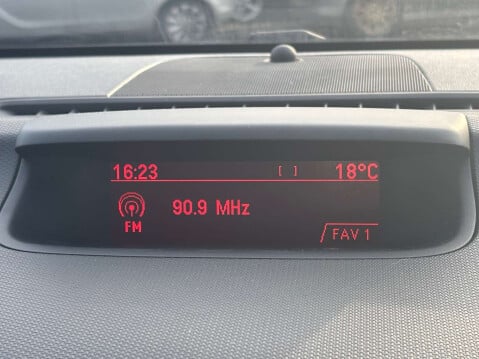 16:23 [ ] 18°C
90.9 MHz
FM
FAV 1